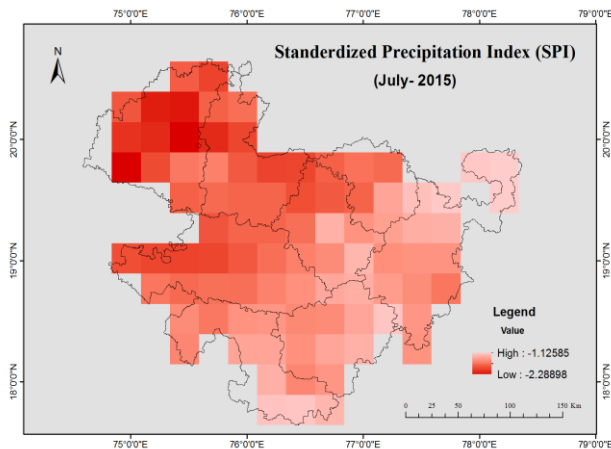 75°0'0"E 76°0'0"E 77°0'0"E 78°0'0"E 79°0'0"E
N
Standerdized Precipitation Index (SPI)
(July- 2015)
20°0'0"N
20°0'0"N
19°0'0"N
19°0'0"N
18°0'0"N
18°0'0"N
Legend
Value
High : -1.12585
Low : -2.28898
0 25 50 100 150 Km
75°0'0"E 76°0'0"E 77°0'0"E 78°0'0"E 79°0'0"E